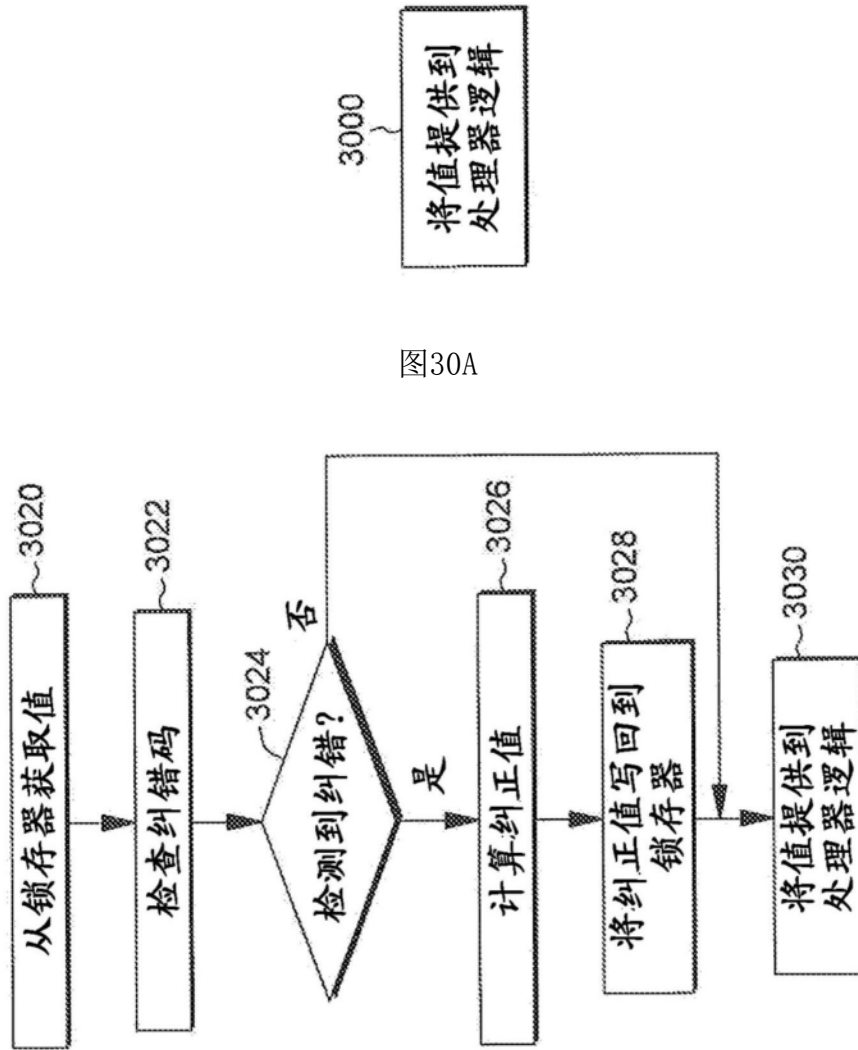 3000
将值提供到
处理器逻辑
图30A
从锁存器获取值
3020
检查纠错码
3022
检测到纠错?
3024
否
是
计算纠正值
3026
将纠正值写回到
锁存器
3028
将值提供到
处理器逻辑
3030